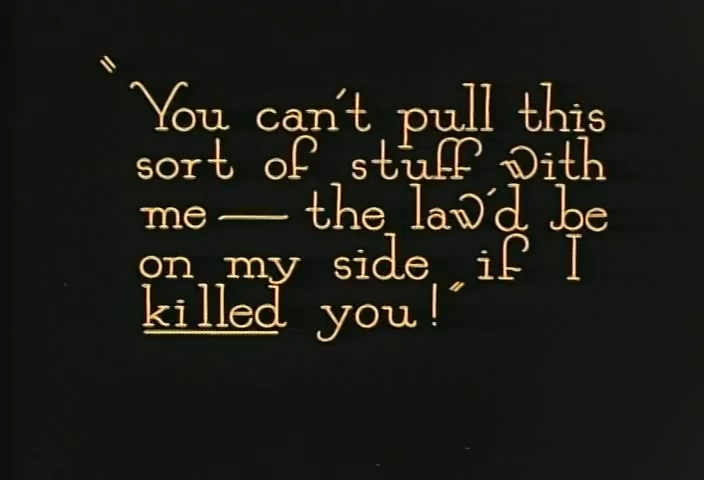 "You can't pull this
sort of stuff with
me — the law'd be
on my side if I
killed you!"